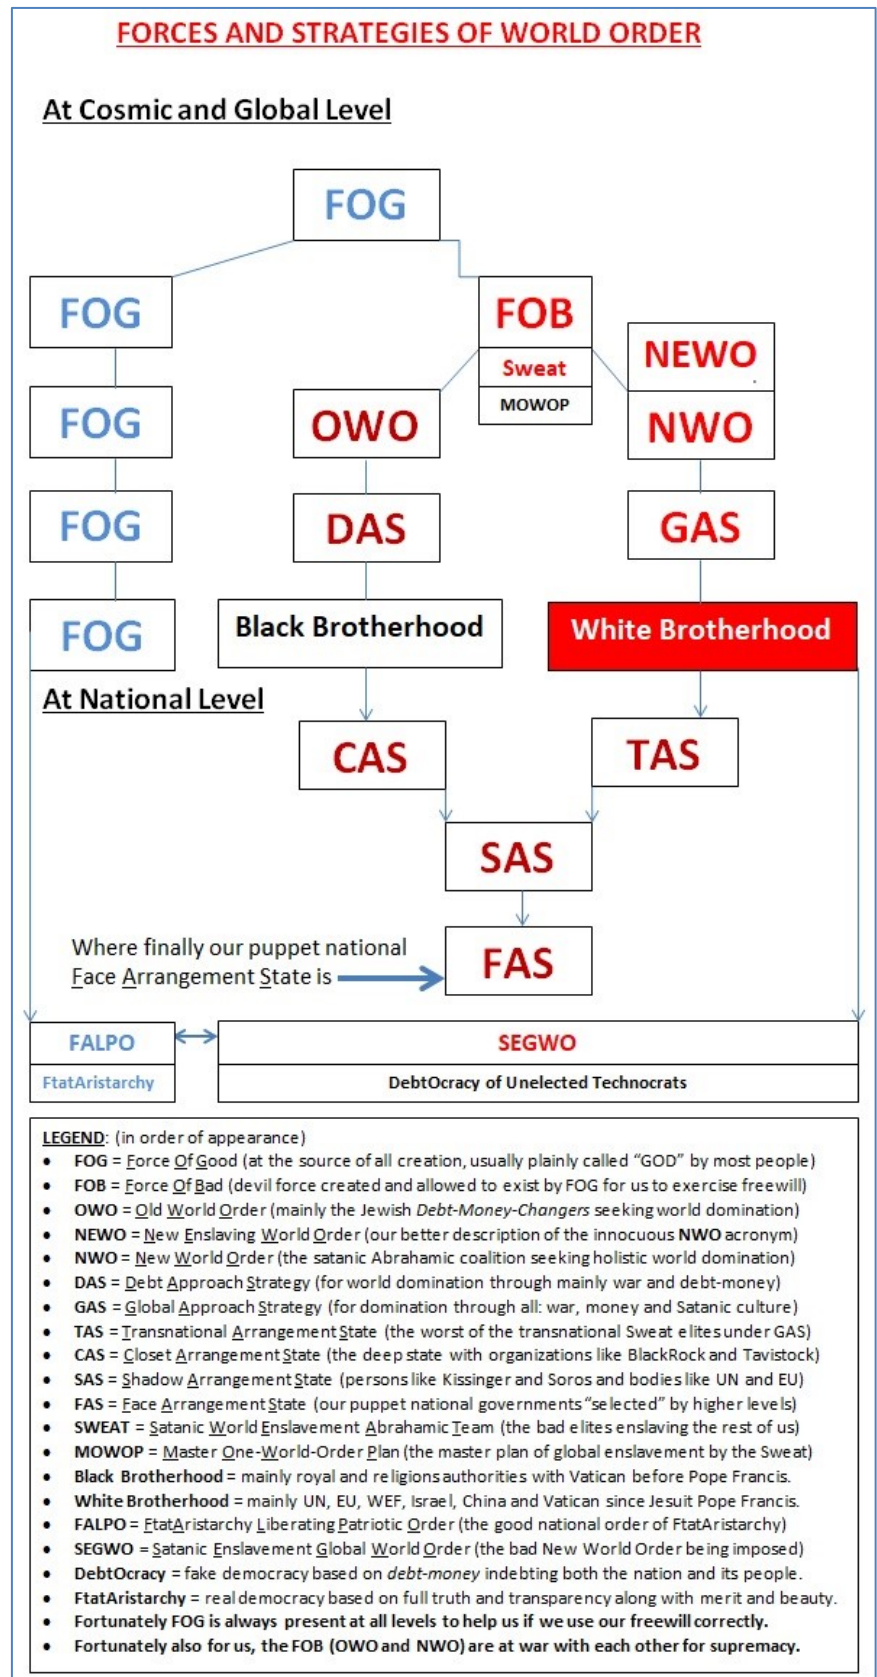 FORCES AND STRATEGIES OF WORLD ORDER
At Cosmic and Global Level
FOG
FOG
FOB
Sweat
MOWOP
NEWO
NWO
FOG
OWO
FOG
DAS
GAS
FOG
Black Brotherhood
White Brotherhood
At National Level
CAS
TAS
SAS
Where finally our puppet national
Face Arrangement State is
FAS
FALPO
SEGWO
FtatAristarchy
DebtOcracy of Unelected Technocrats
LEGEND: (in order of appearance)
• FOG = Force Of Good (at the source of all creation, usually plainly called “GOD” by most people)
• FOB = Force Of Bad (devil force created and allowed to exist by FOG for us to exercise freewill)
• OWO = Old World Order (mainly the Jewish Debt-Money-Changers seeking world domination)
• NEWO = New Enslaving World Order (our better description of the innocuous NWO acronym)
• NWO = New World Order (the satanic Abrahamic coalition seeking holistic world domination)
• DAS = Debt Approach Strategy (for world domination through mainly war and debt-money)
• GAS = Global Approach Strategy (for domination through all: war, money and Satanic culture)
• TAS = Transnational Arrangement State (the worst of the transnational Sweat elites under GAS)
• CAS = Closet Arrangement State (the deep state with organizations like BlackRock and Tavistock)
• SAS = Shadow Arrangement State (persons like Kissinger and Soros and bodies like UN and EU)
• FAS = Face Arrangement State (our puppet national governments “selected” by higher levels)
• SWEAT = Satanic World Enslavement Abrahamic Team (the bad elites enslaving the rest of us)
• MOWOP = Master One-World-Order Plan (the master plan of global enslavement by the Sweat)
• Black Brotherhood = mainly royal and religions authorities with Vatican before Pope Francis.
• White Brotherhood = mainly UN, EU, WEF, Israel, China and Vatican since Jesuit Pope Francis.
• FALPO = FtatAristarchy Liberating Patriotic Order (the good national order of FtatAristarchy)
• SEGWO = Satanic Enslavement Global World Order (the bad New World Order being imposed)
• DebtOcracy = fake democracy based on debt-money indebting both the nation and its people.
• FtatAristarchy = real democracy based on full truth and transparency along with merit and beauty.
• Fortunately FOG is always present at all levels to help us if we use our freewill correctly.
• Fortunately also for us, the FOB (OWO and NWO) are at war with each other for supremacy.